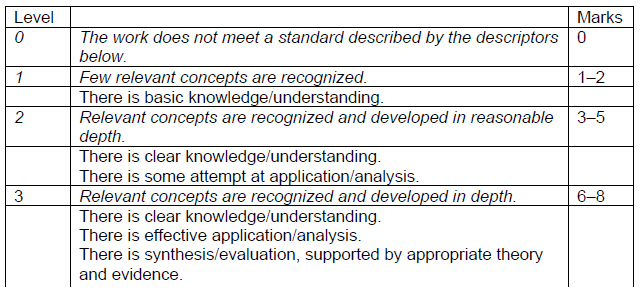 Level Marks
0 The work does not meet a standard described by the descriptors 0
below.
1 Few relevant concepts are recognized. 1–2
There is basic knowledge/understanding.
2 Relevant concepts are recognized and developed in reasonable 3–5
depth.
There is clear knowledge/understanding.
There is some attempt at application/analysis.
3 Relevant concepts are recognized and developed in depth. 6–8
There is clear knowledge/understanding.
There is effective application/analysis.
There is synthesis/evaluation, supported by appropriate theory
and evidence.